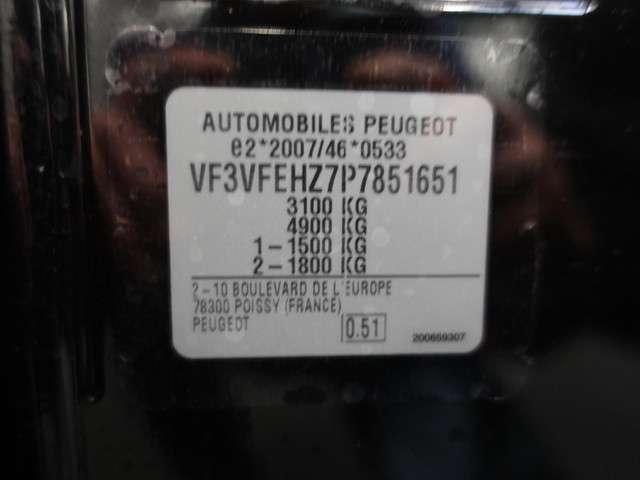 AUTOMOBILES PEUGEOT
e2*2007/46*0533
VF3VFEHZ7P7851651
3100 KG
4900 KG
1-1500 KG
2-1800 KG
2-10 BOULEVARD DE L'EUROPE
78300 POISSY (FRANCE)
PEUGEOT
0.51
200659307